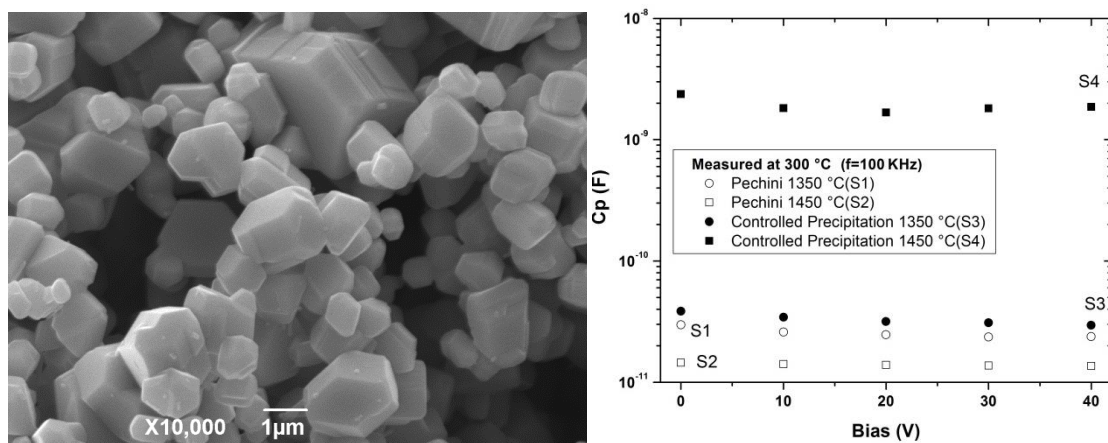 X10,000 1µm
10⁻⁸
10⁻⁹
10⁻¹⁰
10⁻¹¹
Cp (F)
S4
Measured at 300 °C (f=100 KHz)
Pechini 1350 °C(S1)
Pechini 1450 °C(S2)
Controlled Precipitation 1350 °C(S3)
Controlled Precipitation 1450 °C(S4)
S3
S1
S2
0 10 20 30 40
Bias (V)